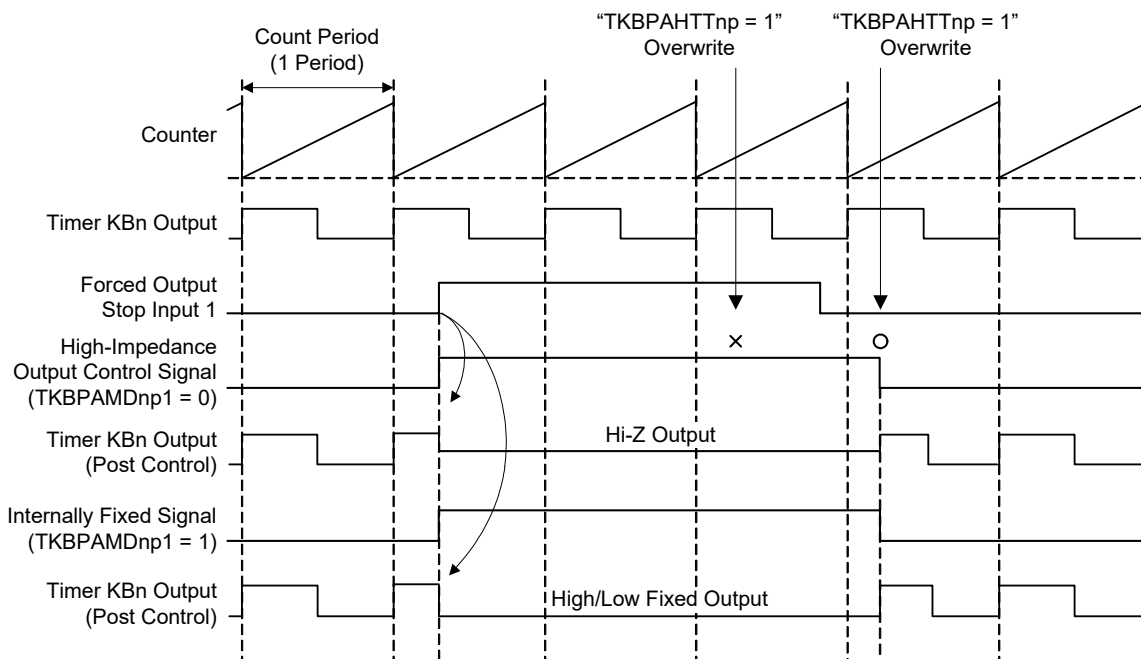 “TKBPAHTTnp = 1”
Overwrite
“TKBPAHTTnp = 1”
Overwrite
Count Period
(1 Period)
Counter
Timer KBn Output
Forced Output
Stop Input 1
High-Impedance
Output Control Signal
(TKBPAMDnp1 = 0)
Timer KBn Output
(Post Control)
Hi-Z Output
Internally Fixed Signal
(TKBPAMDnp1 = 1)
Timer KBn Output
(Post Control)
High/Low Fixed Output